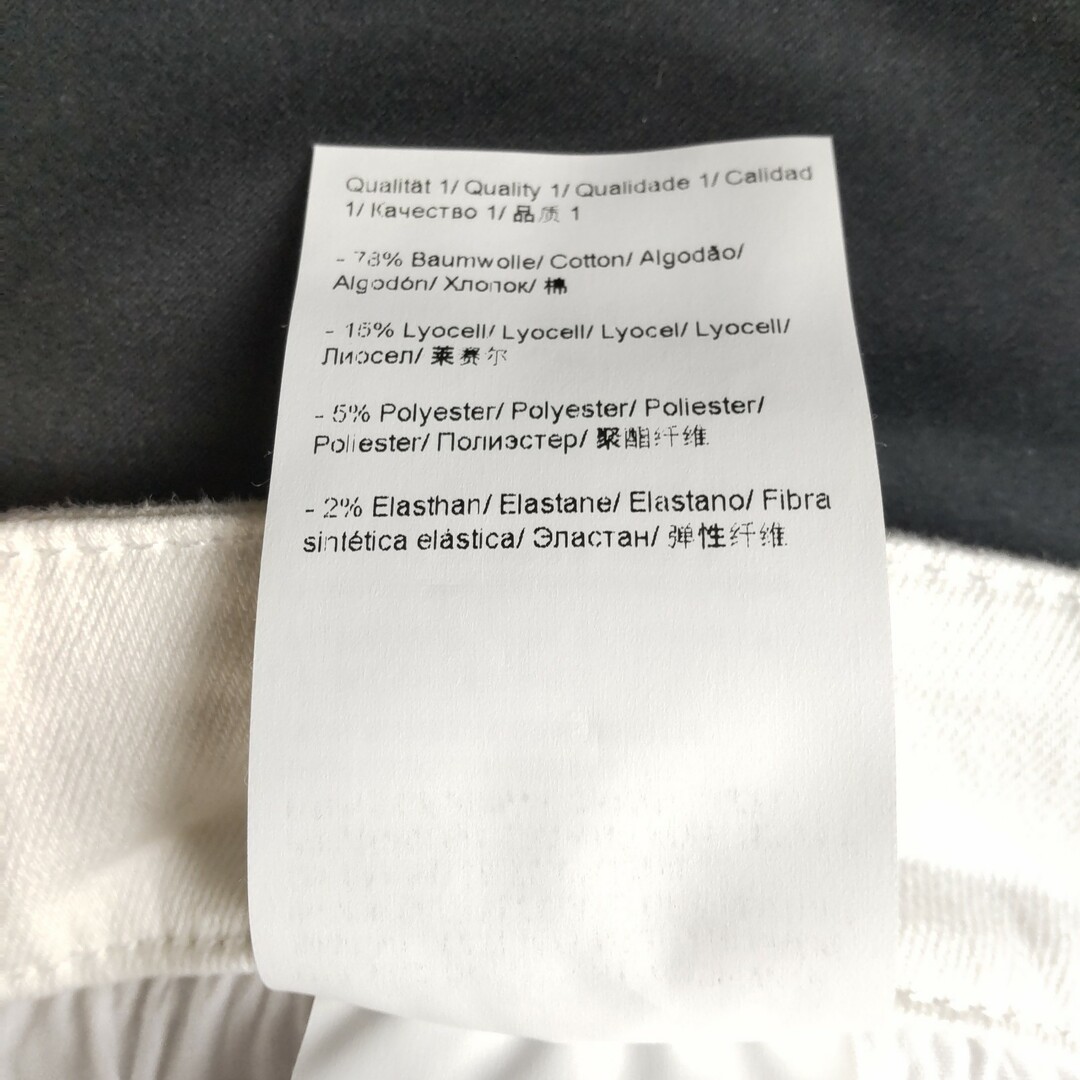 Qualität 1/ Quality 1/ Qualidade 1/ Calidad
1/ Качество 1/ 品质 1
- 78% Baumwolle/ Cotton/ Algodão/
Algodón/ Хлопок/ 棉
- 15% Lyocell/ Lyocell/ Lyocel/ Lyocell/
Лиосел/ 莱赛尔
- 5% Polyester/ Polyester/ Poliester/
Poliester/ Полиэстер/ 聚酯纤维
- 2% Elasthan/ Elastane/ Elastano/ Fibra
sintética elástica/ Эластан/ 弹性纤维